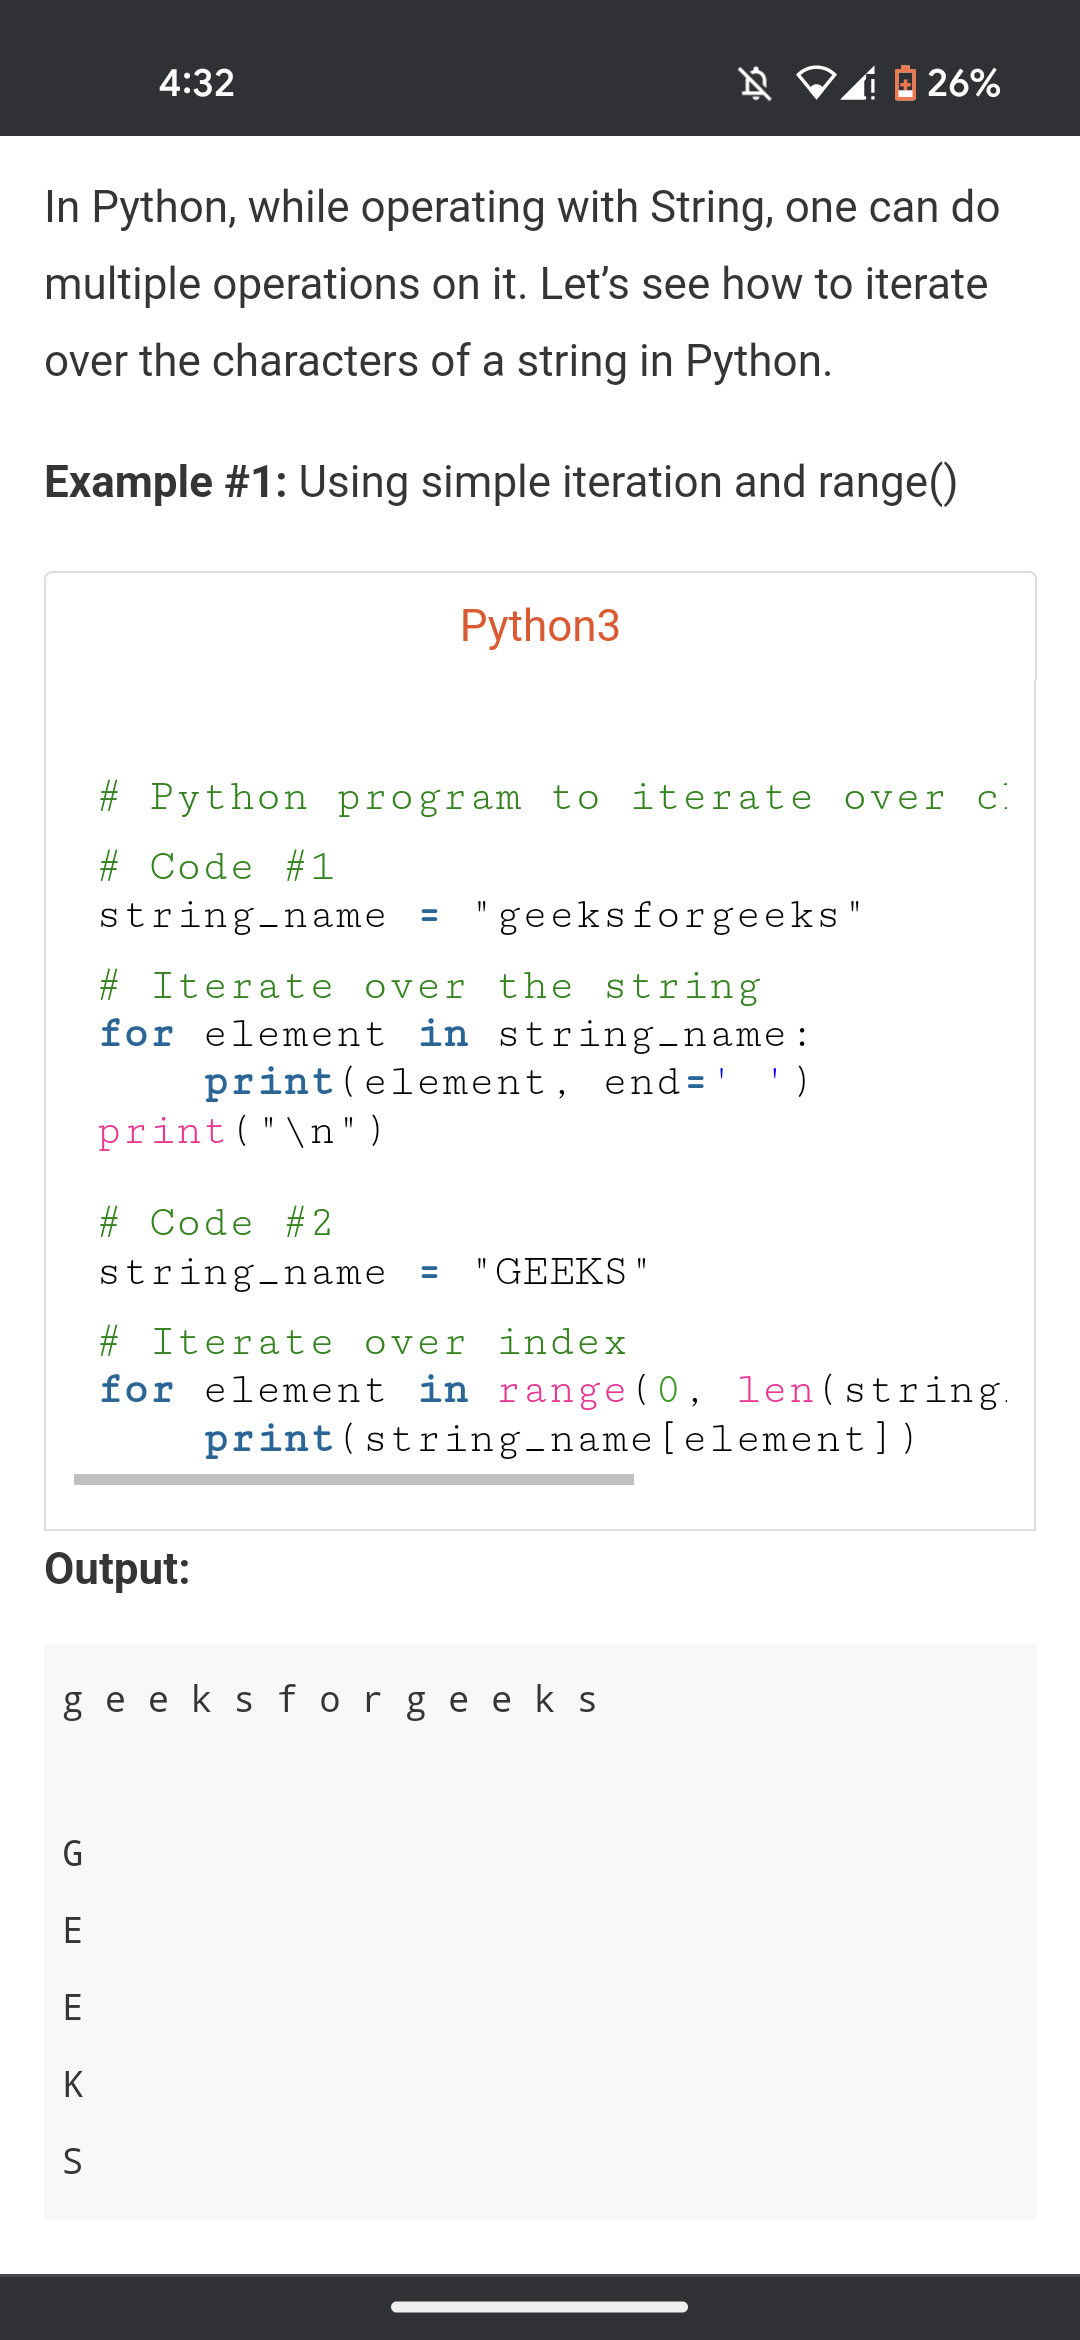 4:32
26%
In Python, while operating with String, one can do
multiple operations on it. Let’s see how to iterate
over the characters of a string in Python.
Example #1: Using simple iteration and range()
Python3
# Python program to iterate over
# Code #1
string_name = "geeksforgeeks"
# Iterate over the string
for element in string_name:
    print(element, end=' ')
print("\n")
# Code #2
string_name = "GEEKS"
# Iterate over index
for element in range(0, len(string
    print(string_name[element])
Output:
g e e k s f o r g e e k s
G
E
E
K
S